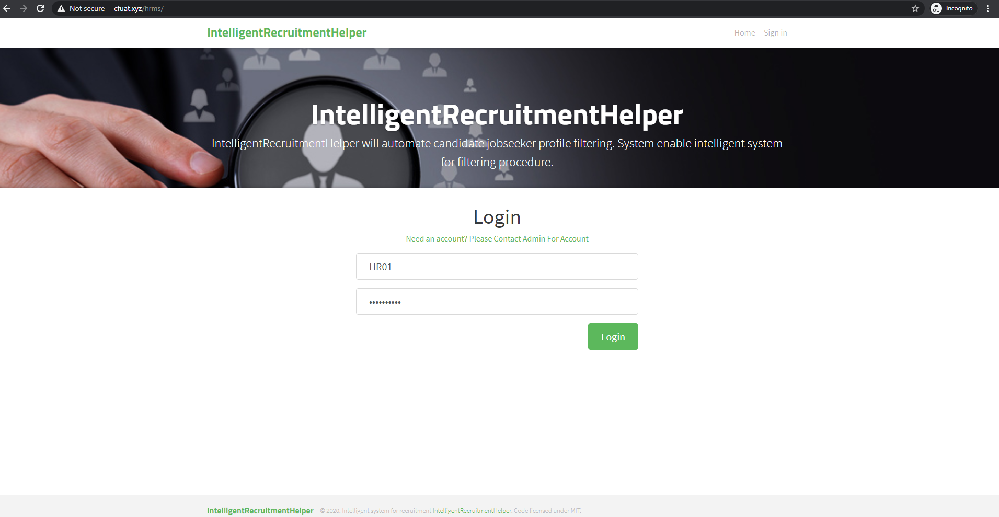 Not secure cfuat.xyz/hrms/ Incognito
IntelligentRecruitmentHelper Home Sign in
IntelligentRecruitmentHelper
IntelligentRecruitmentHelper will automate candidate jobseeker profile filtering. System enable intelligent system
for filtering procedure.
Login
Need an account? Please Contact Admin For Account
HR01
••••••••••
Login
IntelligentRecruitmentHelper © 2020. Intelligent system for recruitment IntelligentRecruitmentHelper. Code licensed under MIT.